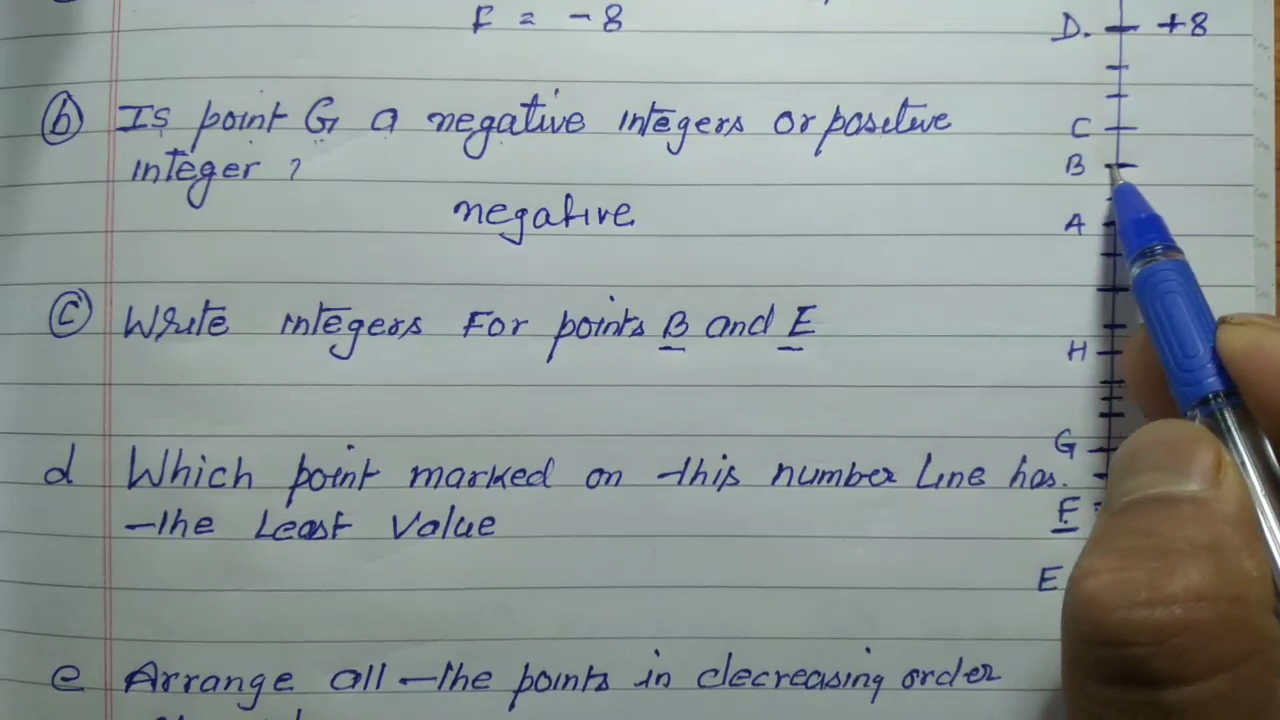 F = -8
D. +8
(b) Is point G a negative integers or positive
integer ?
negative
C
B
A
(c) Write integers For points B and E
H
d Which point marked on this number Line has.
the Least Value
G
F
E
e Arrange all the points in decreasing order